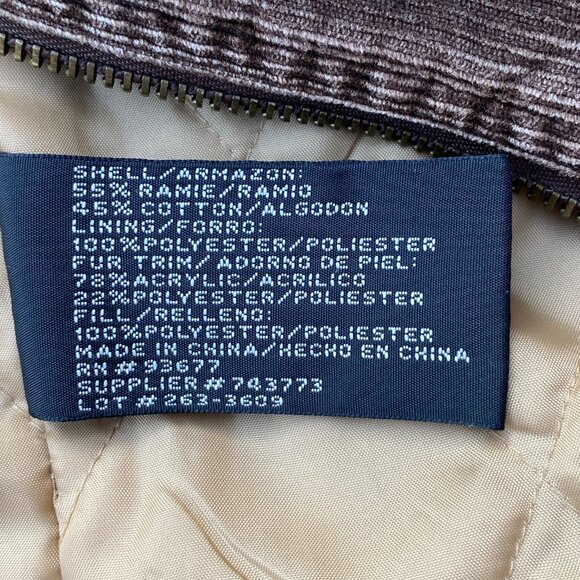 SHELL/ARMAZON:
55% RAMIE/RAMIO
45% COTTON/ALGODON
LINING/FORRO:
100% POLYESTER/POLIESTER
FUR TRIM/ADORNO DE PIEL:
78% ACRYLIC/ACRILICO
22% POLYESTER/POLIESTER
FILL/RELLENO:
100% POLYESTER/POLIESTER
MADE IN CHINA/HECHO EN CHINA
RN # 93677
SUPPLIER # 743773
LOT # 263-3609